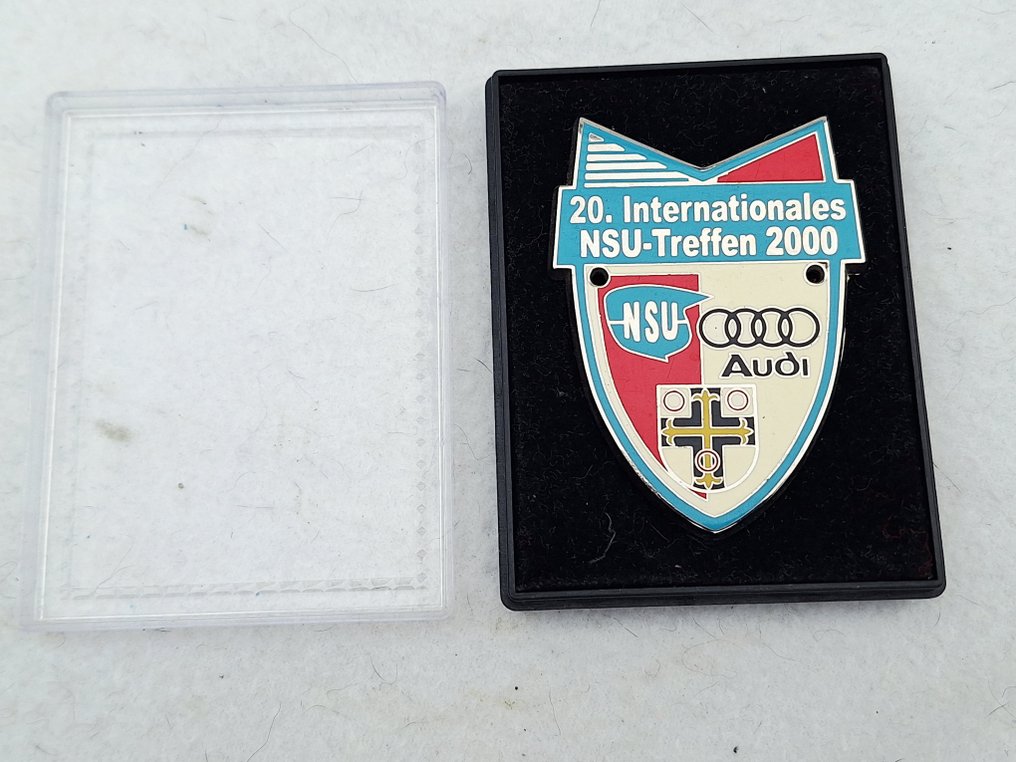 20. Internationales
NSU-Treffen 2000
NSU
Audi